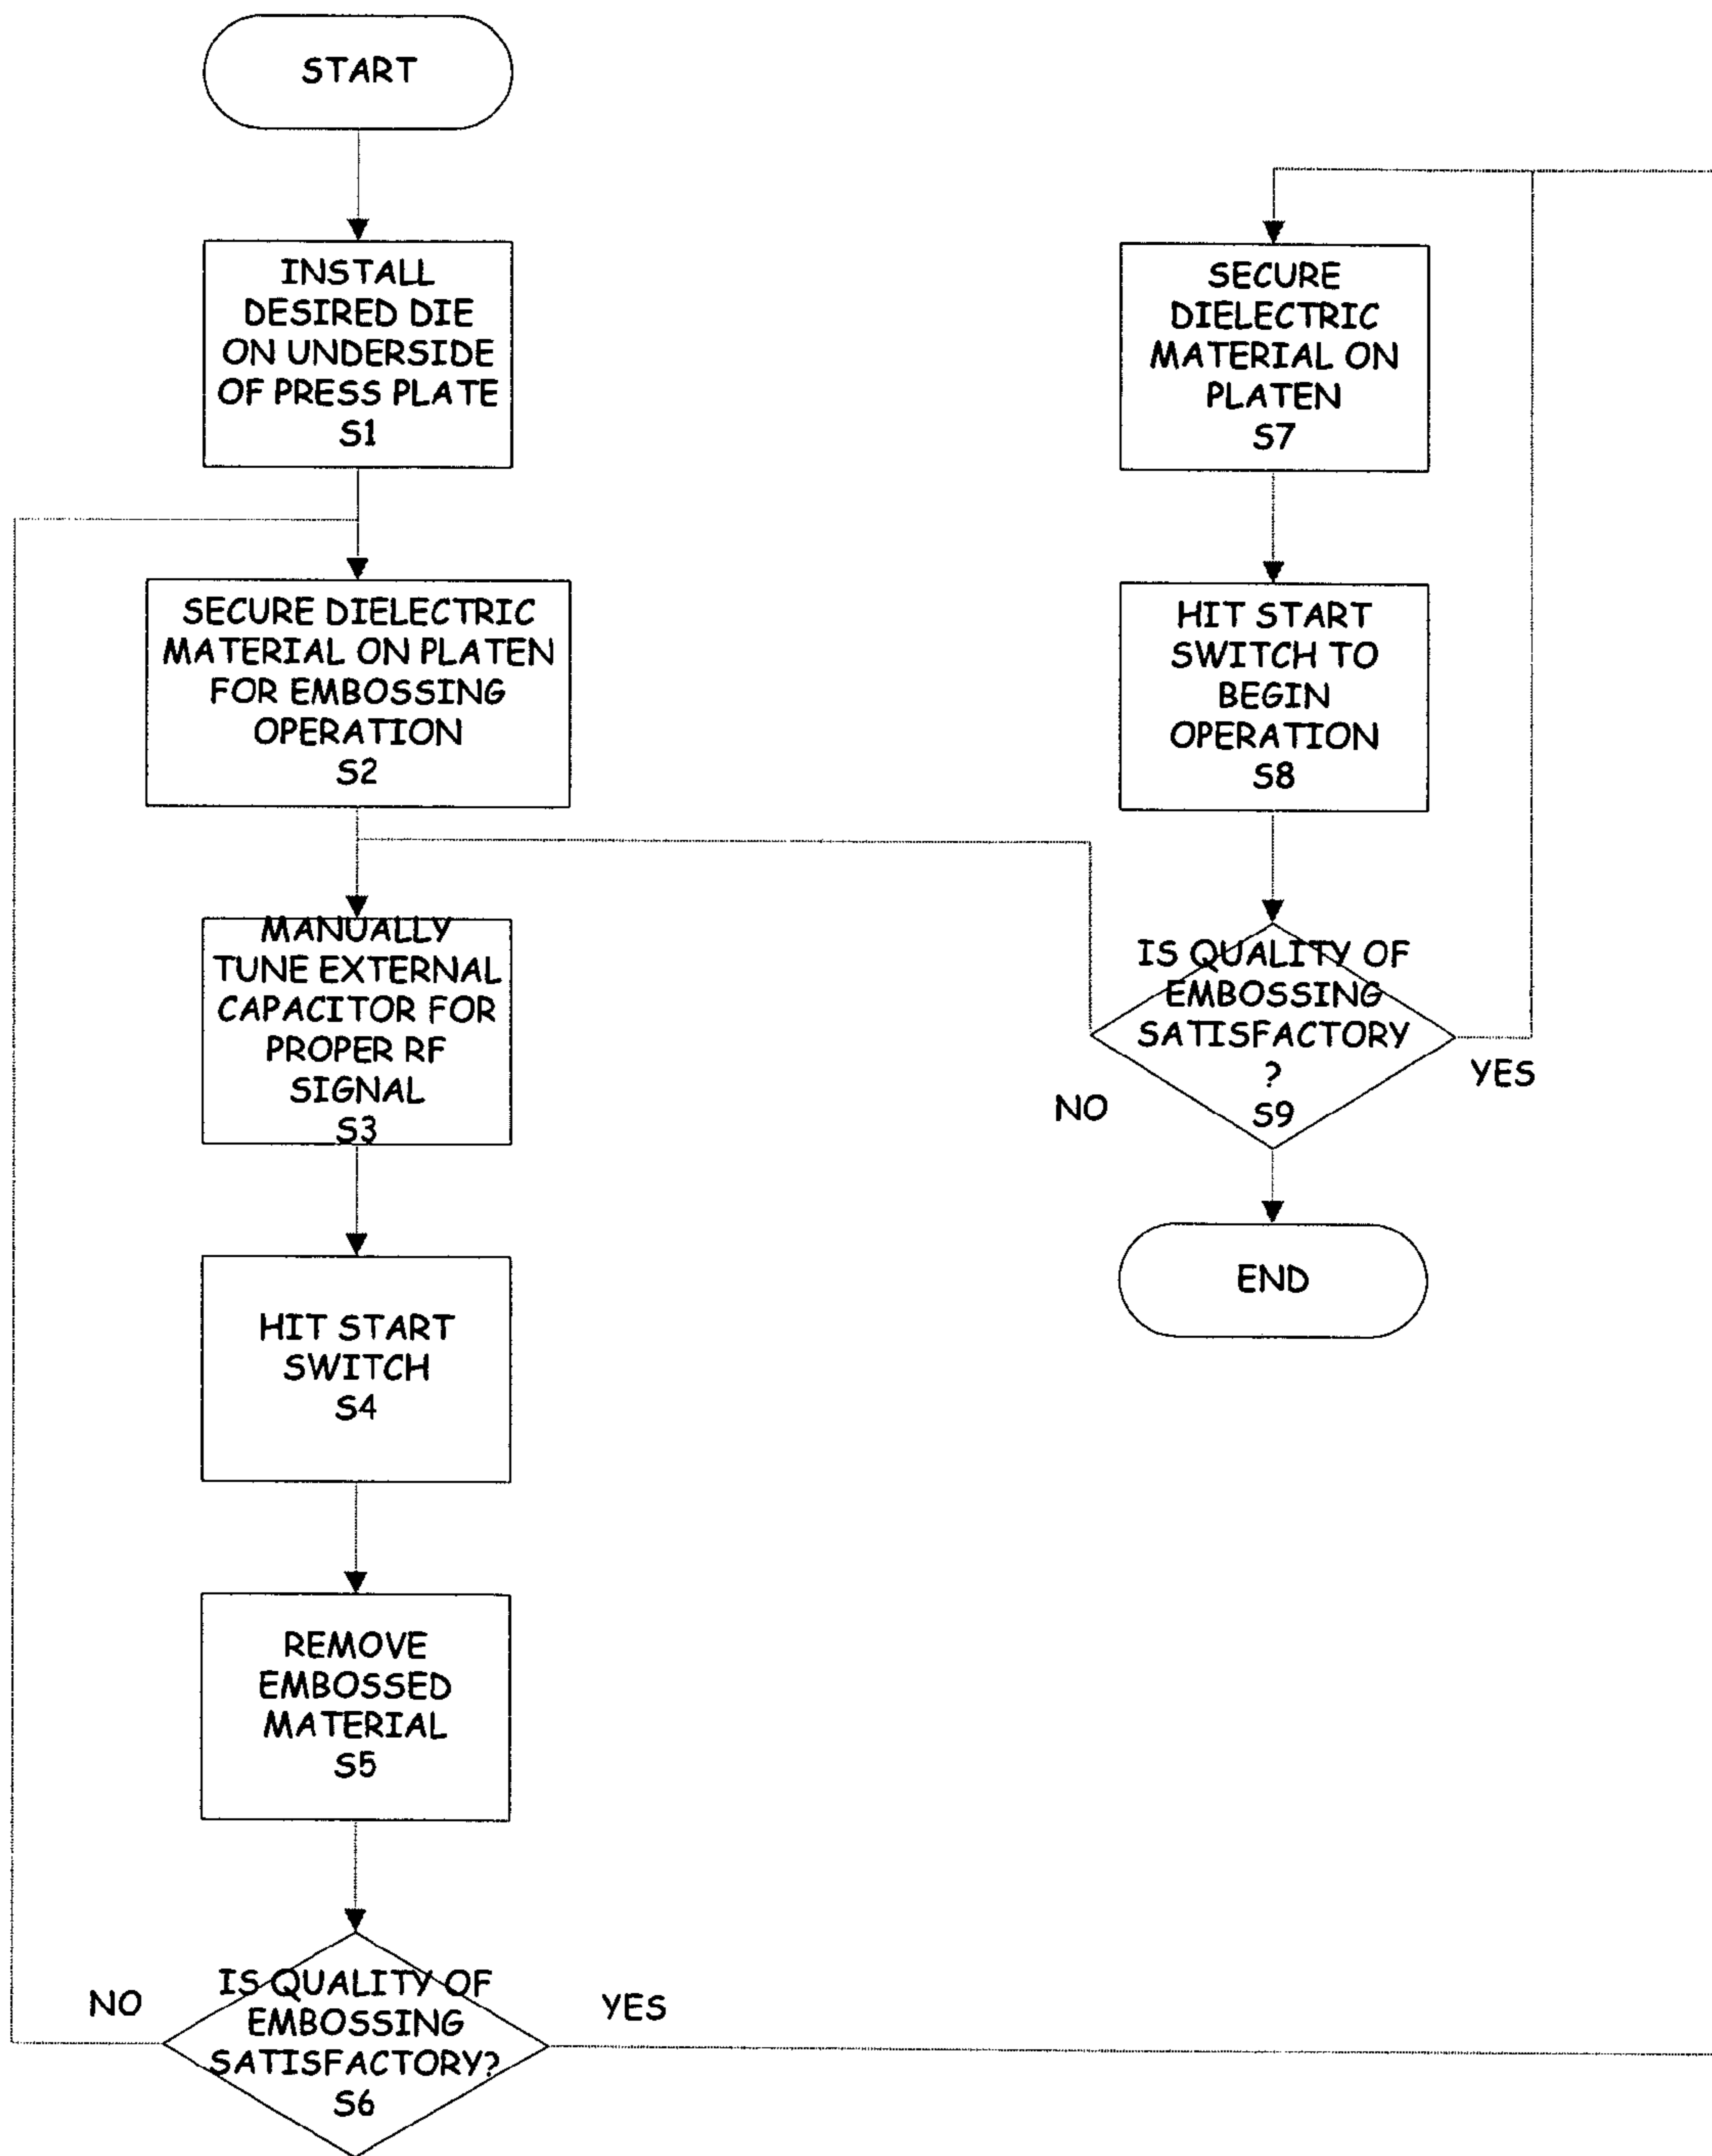 START
INSTALL
DESIRED DIE
ON UNDERSIDE
OF PRESS PLATE
S1
SECURE DIELECTRIC
MATERIAL ON PLATEN
FOR EMBOSSING
OPERATION
S2
MANUALLY
TUNE EXTERNAL
CAPACITOR FOR
PROPER RF
SIGNAL
S3
HIT START
SWITCH
S4
REMOVE
EMBOSSED
MATERIAL
S5
NO
IS QUALITY OF
EMBOSSING
SATISFACTORY?
S6
YES
SECURE
DIELECTRIC
MATERIAL ON
PLATEN
S7
HIT START
SWITCH TO
BEGIN
OPERATION
S8
IS QUALITY OF
EMBOSSING
SATISFACTORY
?
S9
NO
YES
END